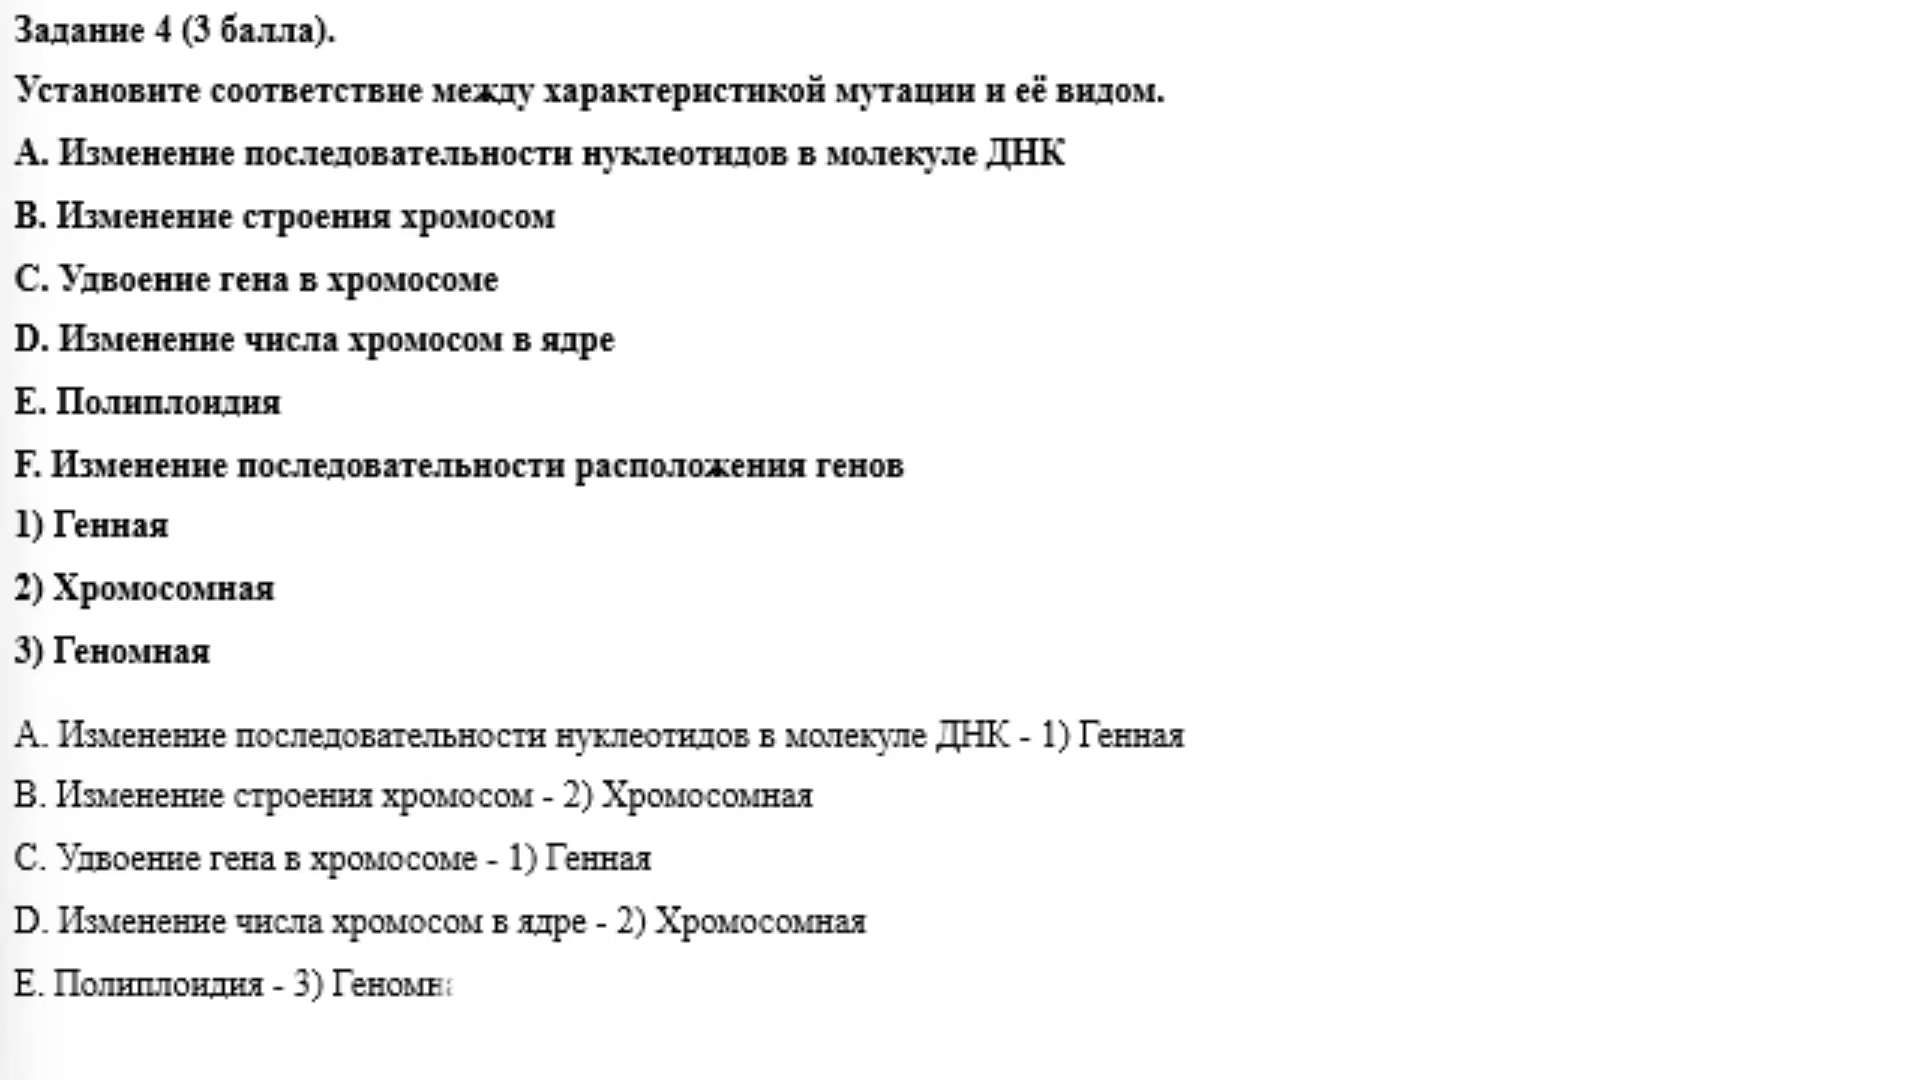 Задание 4 (3 балла).
Установите соответствие между характеристикой мутации и её видом.
A. Изменение последовательности нуклеотидов в молекуле ДНК
B. Изменение строения хромосом
C. Удвоение гена в хромосоме
D. Изменение числа хромосом в ядре
E. Полиплоидия
F. Изменение последовательности расположения генов
1) Генная
2) Хромосомная
3) Геномная
A. Изменение последовательности нуклеотидов в молекуле ДНК - 1) Генная
B. Изменение строения хромосом - 2) Хромосомная
C. Удвоение гена в хромосоме - 1) Генная
D. Изменение числа хромосом в ядре - 2) Хромосомная
E. Полиплоидия - 3) Геномна